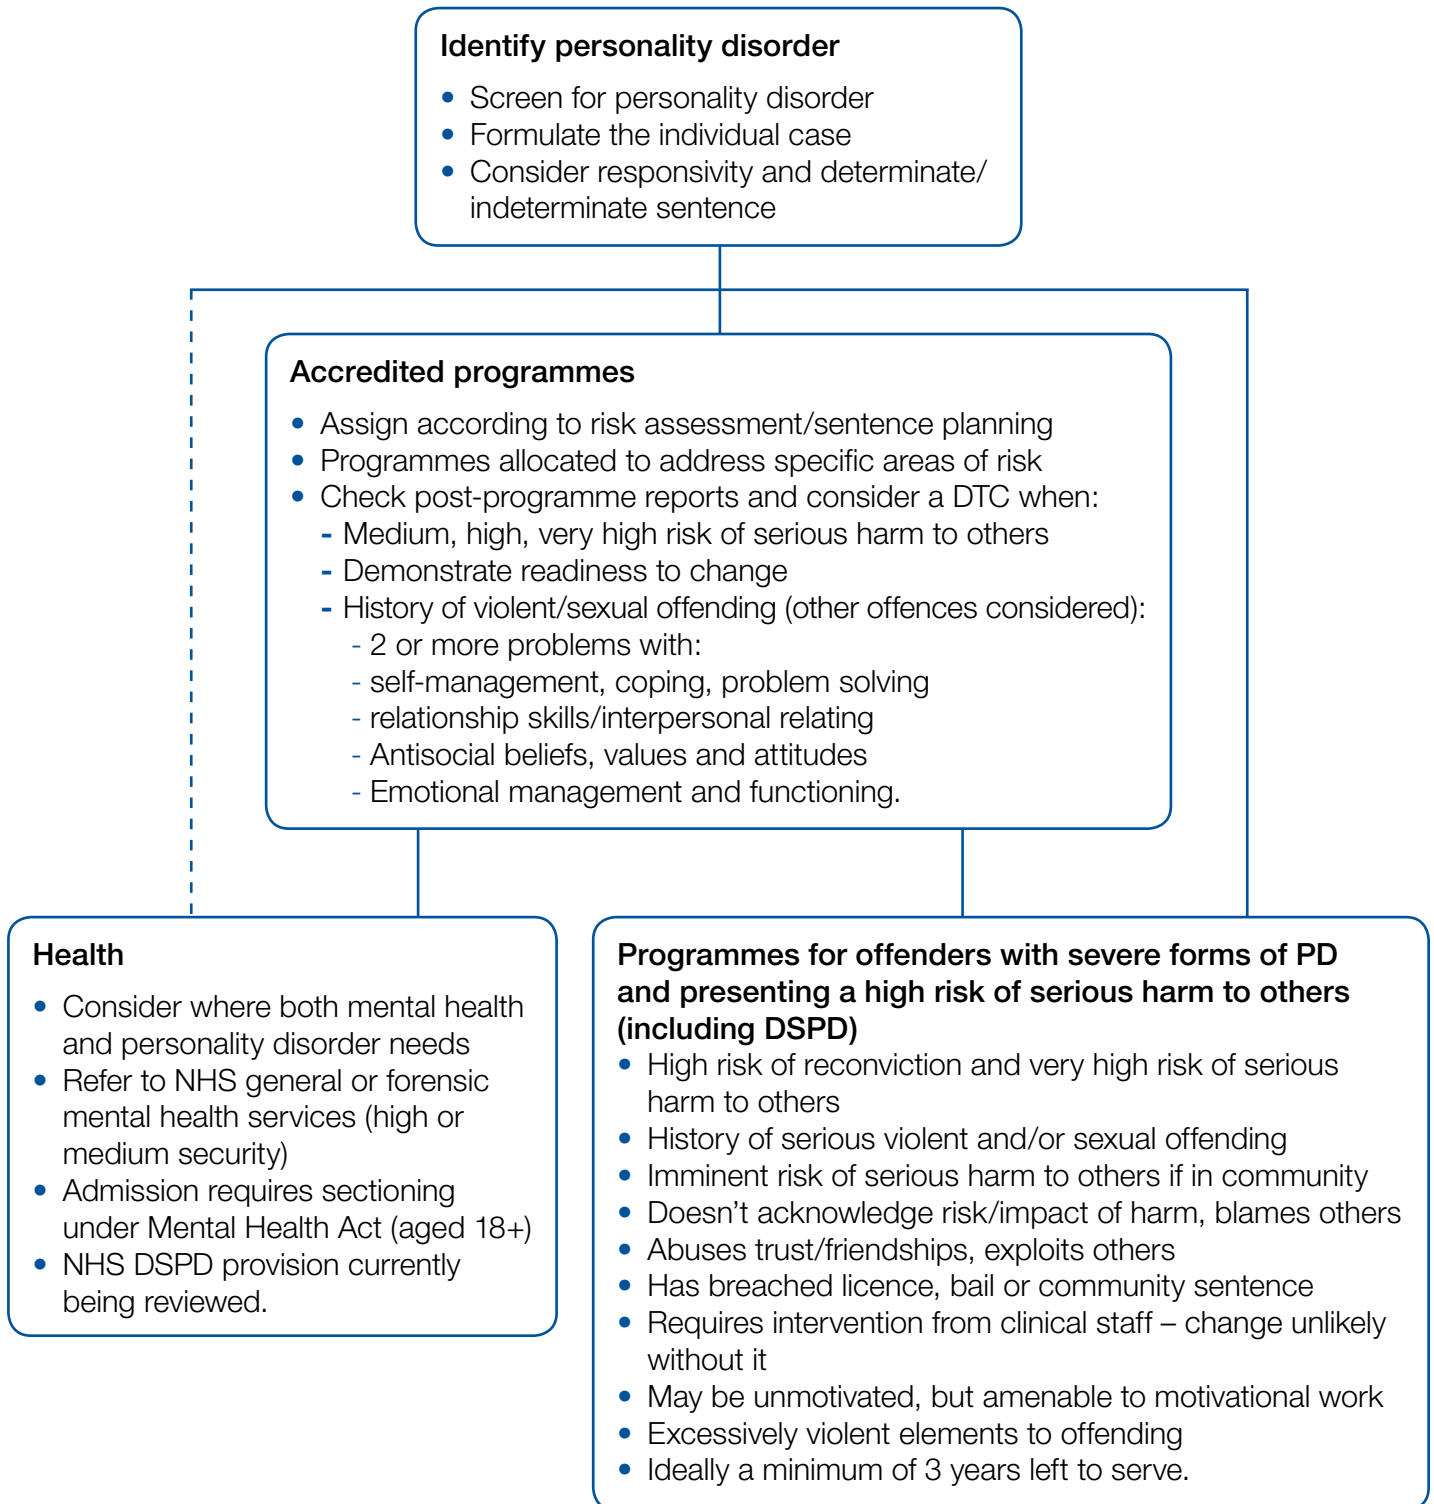 Identify personality disorder
• Screen for personality disorder
• Formulate the individual case
• Consider responsivity and determinate/
indeterminate sentence
Accredited programmes
• Assign according to risk assessment/sentence planning
• Programmes allocated to address specific areas of risk
• Check post-programme reports and consider a DTC when:
- Medium, high, very high risk of serious harm to others
- Demonstrate readiness to change
- History of violent/sexual offending (other offences considered):
- 2 or more problems with:
- self-management, coping, problem solving
- relationship skills/interpersonal relating
- Antisocial beliefs, values and attitudes
- Emotional management and functioning.
Health
• Consider where both mental health
and personality disorder needs
• Refer to NHS general or forensic
mental health services (high or
medium security)
• Admission requires sectioning
under Mental Health Act (aged 18+)
• NHS DSPD provision currently
being reviewed.
Programmes for offenders with severe forms of PD
and presenting a high risk of serious harm to others
(including DSPD)
• High risk of reconviction and very high risk of serious
harm to others
• History of serious violent and/or sexual offending
• Imminent risk of serious harm to others if in community
• Doesn't acknowledge risk/impact of harm, blames others
• Abuses trust/friendships, exploits others
• Has breached licence, bail or community sentence
• Requires intervention from clinical staff – change unlikely
without it
• May be unmotivated, but amenable to motivational work
• Excessively violent elements to offending
• Ideally a minimum of 3 years left to serve.